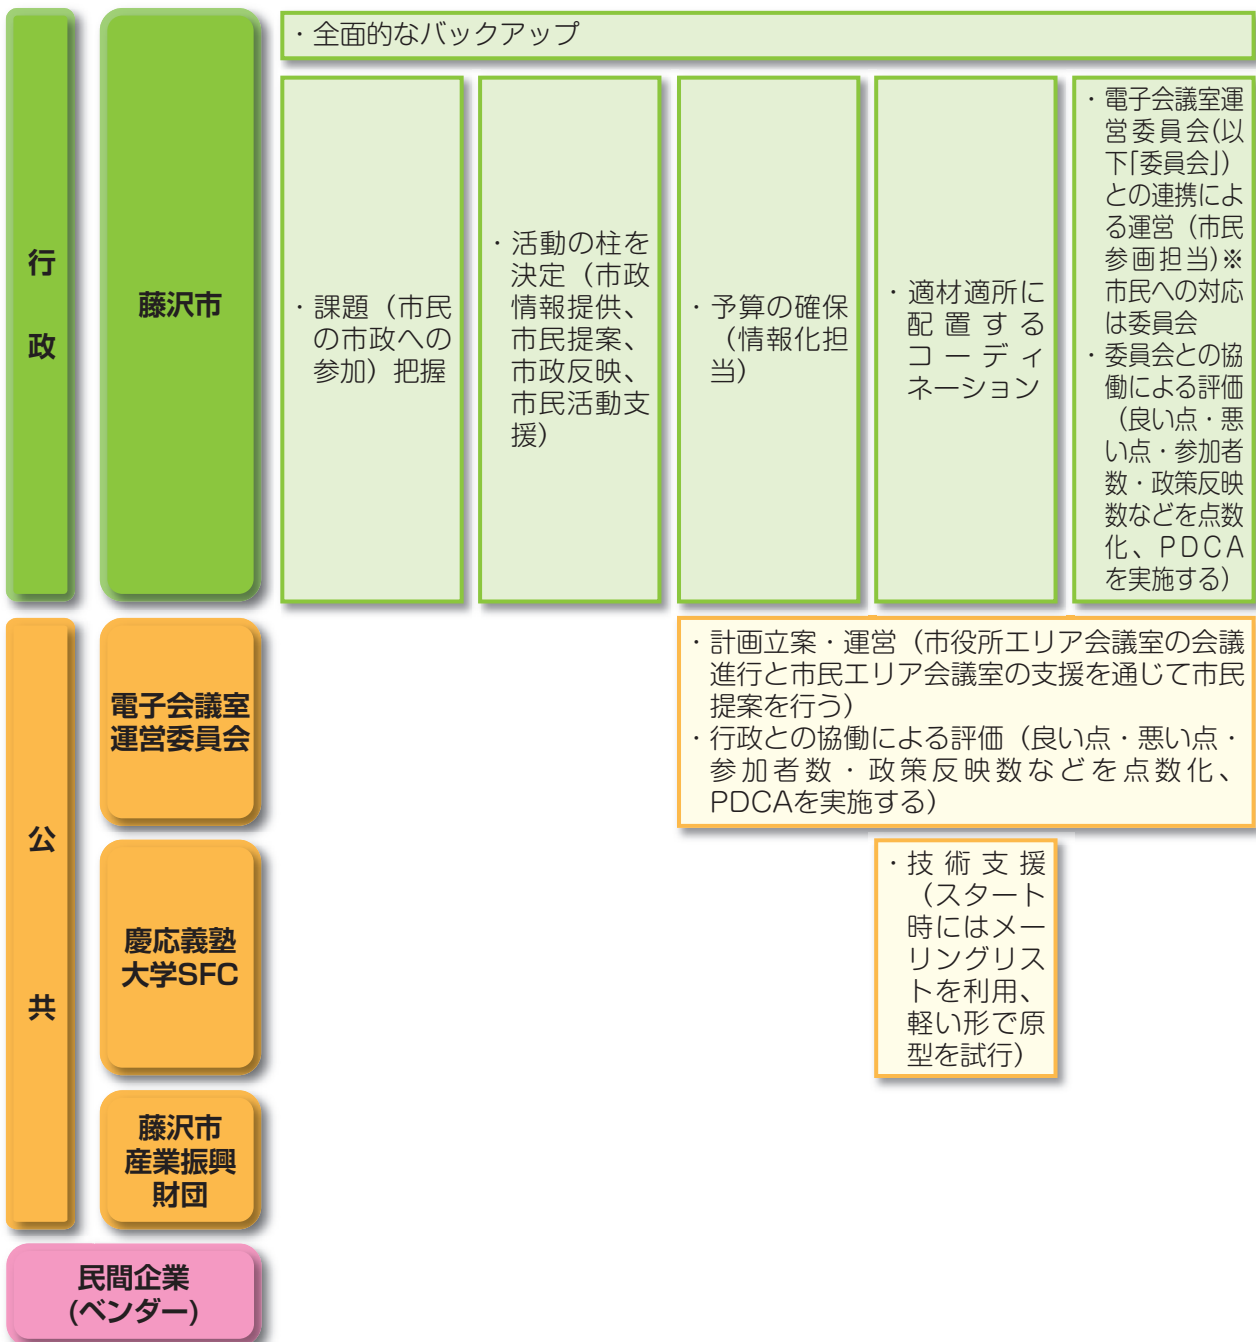 行
政
藤沢市
・全面的なバックアップ
・課題（市民
の市政への
参加）把握
・活動の柱を
決定（市政
情報提供、
市民提案、
市政反映、
市民活動支
援）
・予算の確保
（情報化担
当）
・適材適所に
配置する
コーディ
ネーション
・電子会議室運
営委員会(以
下｢委員会｣)
との連携によ
る運営（市民
参画担当)※
市民への対応
は委員会
・委員会との協
働による評価
（良い点・悪
い点・参加者
数・政策反映
数などを点数
化、PDCA
を実施する）
公
共
電子会議室
運営委員会
・計画立案・運営（市役所エリア会議室の会議
進行と市民エリア会議室の支援を通じて市民
提案を行う）
・行政との協働による評価（良い点・悪い点・
参加者数・政策反映数などを点数化、
PDCAを実施する）
慶応義塾
大学SFC
・技術支援
（スタート
時にはメー
リングリス
トを利用、
軽い形で原
型を試行）
藤沢市
産業振興
財団
民間企業
(ベンダー)